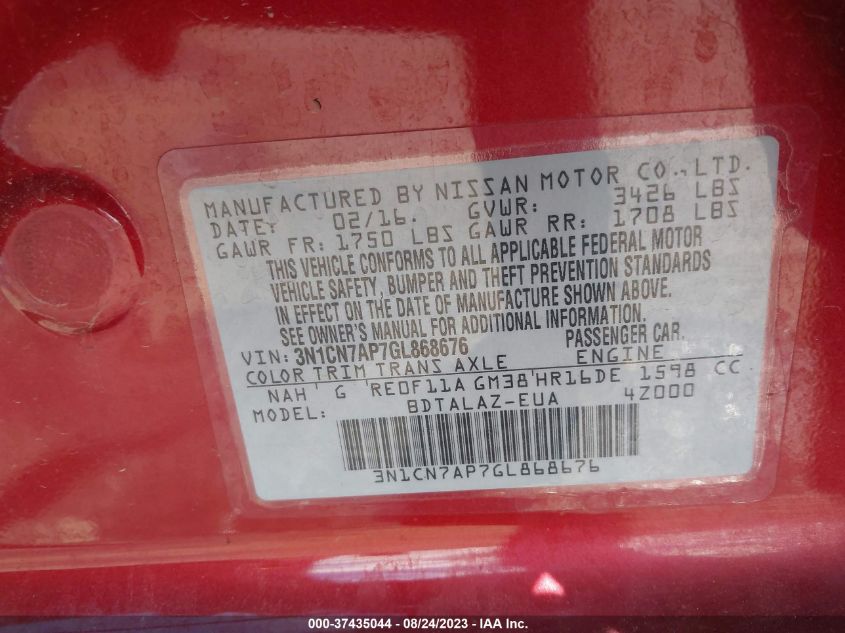 MANUFACTURED BY NISSAN MOTOR CO., LTD.
DATE: 02/16. GVWR: 3426 LBS
GAWR FR: 1750 LBS GAWR RR: 1708 LBS
THIS VEHICLE CONFORMS TO ALL APPLICABLE FEDERAL MOTOR
VEHICLE SAFETY, BUMPER AND THEFT PREVENTION STANDARDS
IN EFFECT ON THE DATE OF MANUFACTURE SHOWN ABOVE.
SEE OWNER'S MANUAL FOR ADDITIONAL INFORMATION.
VIN: 3N1CN7AP7GL868676 PASSENGER CAR.
COLOR TRIM TRANS AXLE ENGINE
NAH ' G RE0F11A GM38'HR16DE 1598 CC
MODEL: BDTALAZ-EUA 4Z000
3N1CN7AP7GL868676
000-37435044 - 08/24/2023 - IAA, Inc.